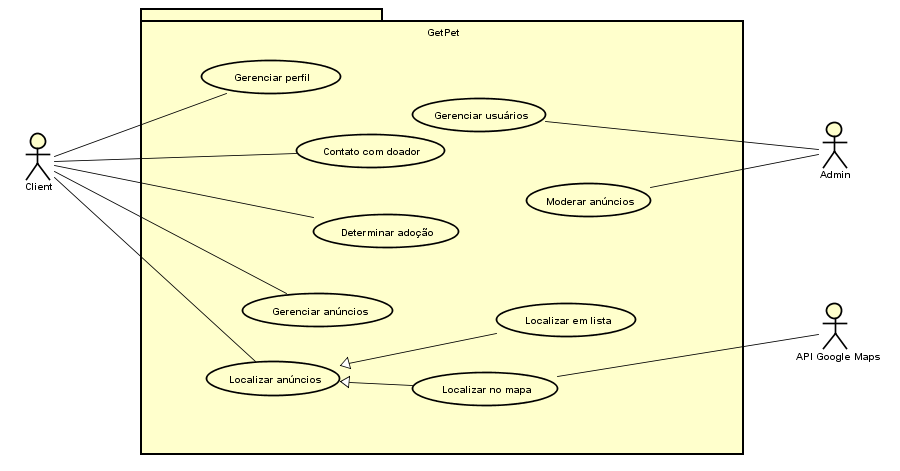 GetPet
Gerenciar perfil
Gerenciar usuários
Contato com doador
Client
Admin
Moderar anúncios
Determinar adoção
Gerenciar anúncios
Localizar em lista
API Google Maps
Localizar anúncios
Localizar no mapa